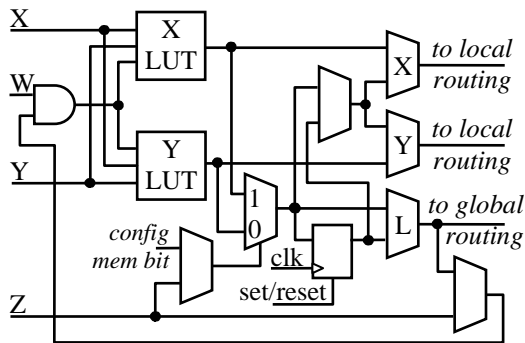 X
X
LUT
to local
X
routing
W
Y
LUT
Y
to local
routing
Y
1
0
L
to global
routing
config
mem bit
clk
set/reset
Z